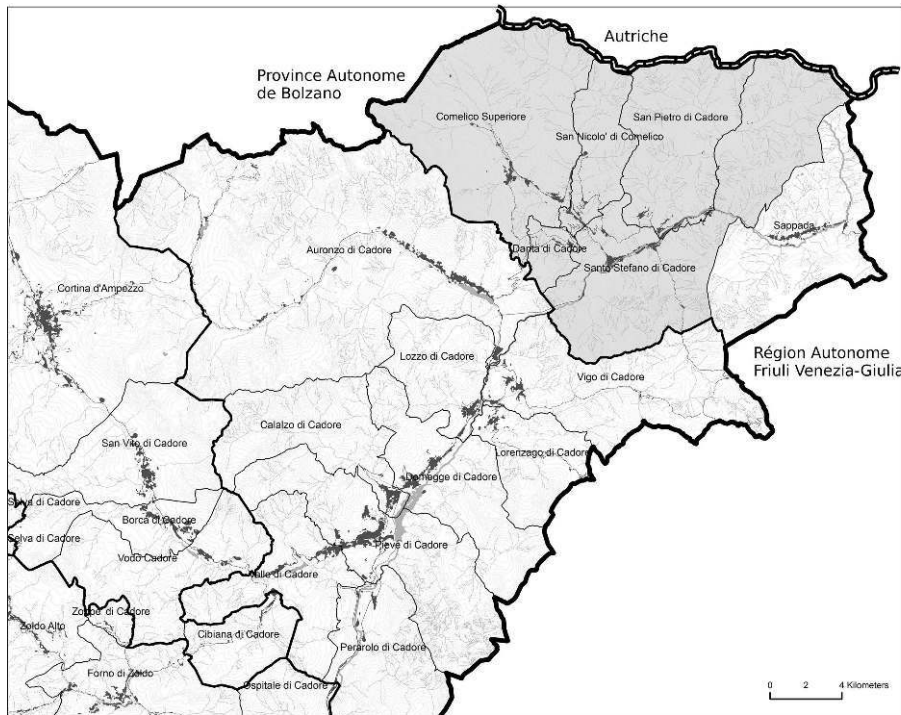 Autriche
Province Autonome
de Bolzano
Comelico Superiore
San Pietro di Cadore
San Nicolo' di Comelico
Sappada
Danta di Cadore
Auronzo di Cadore
Santo Stefano di Cadore
Cortina d'Ampezzo
Lozzo di Cadore
Région Autonome
Friuli Venezia-Giulia
Vigo di Cadore
Calalzo di Cadore
San Vito di Cadore
Lorenzago di Cadore
Domegge di Cadore
Selva di Cadore
Borca di Cadore
Selva di Cadore
Pieve di Cadore
Vodo Cadore
Valle di Cadore
Zoppe' di Cadore
Zoldo Alto
Cibiana di Cadore
Perarolo di Cadore
Forno di Zoldo
Ospitale di Cadore
0 2 4 Kilometers